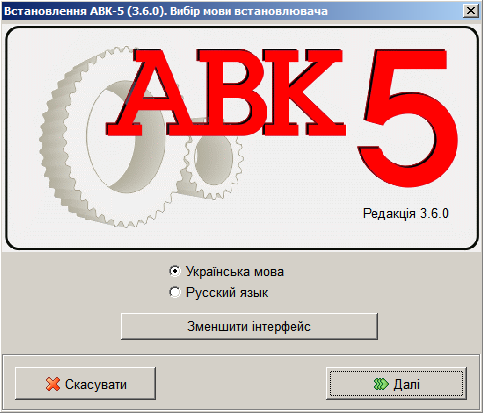 Встановлення АВК-5 (3.6.0). Вибір мови встановлювача
АВК 5
Редакція 3.6.0
Українська мова
Русский язык
Зменшити інтерфейс
Скасувати
Далі